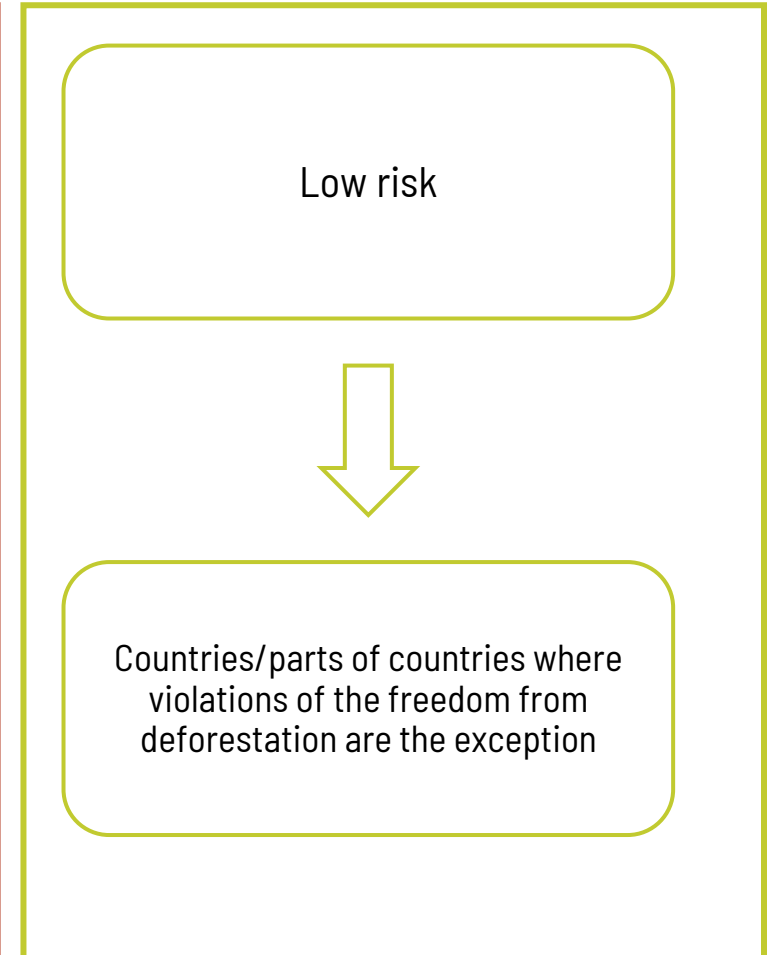 Low risk
Countries/parts of countries where
violations of the freedom from
deforestation are the exception